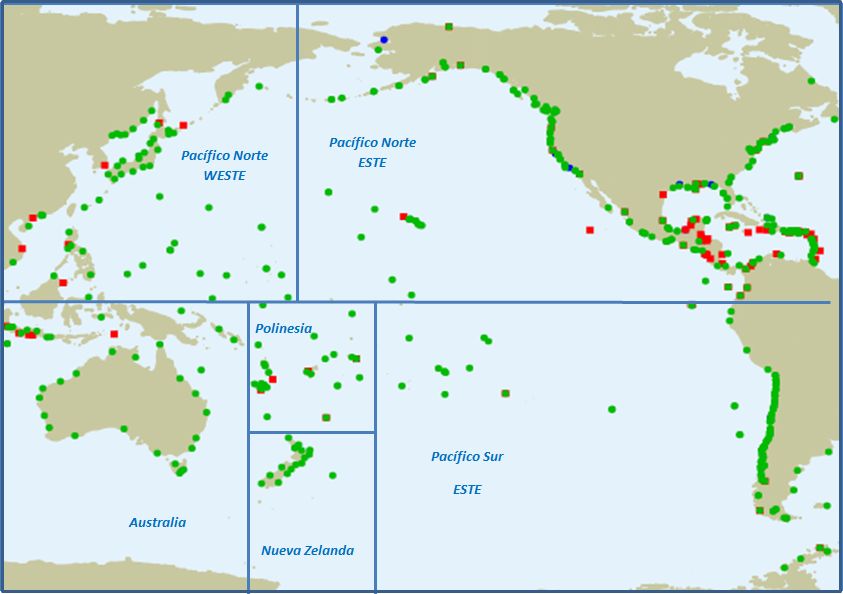 Pacífico Norte
WESTE
Pacífico Norte
ESTE
Polinesia
Pacífico Sur
ESTE
Australia
Nueva Zelanda